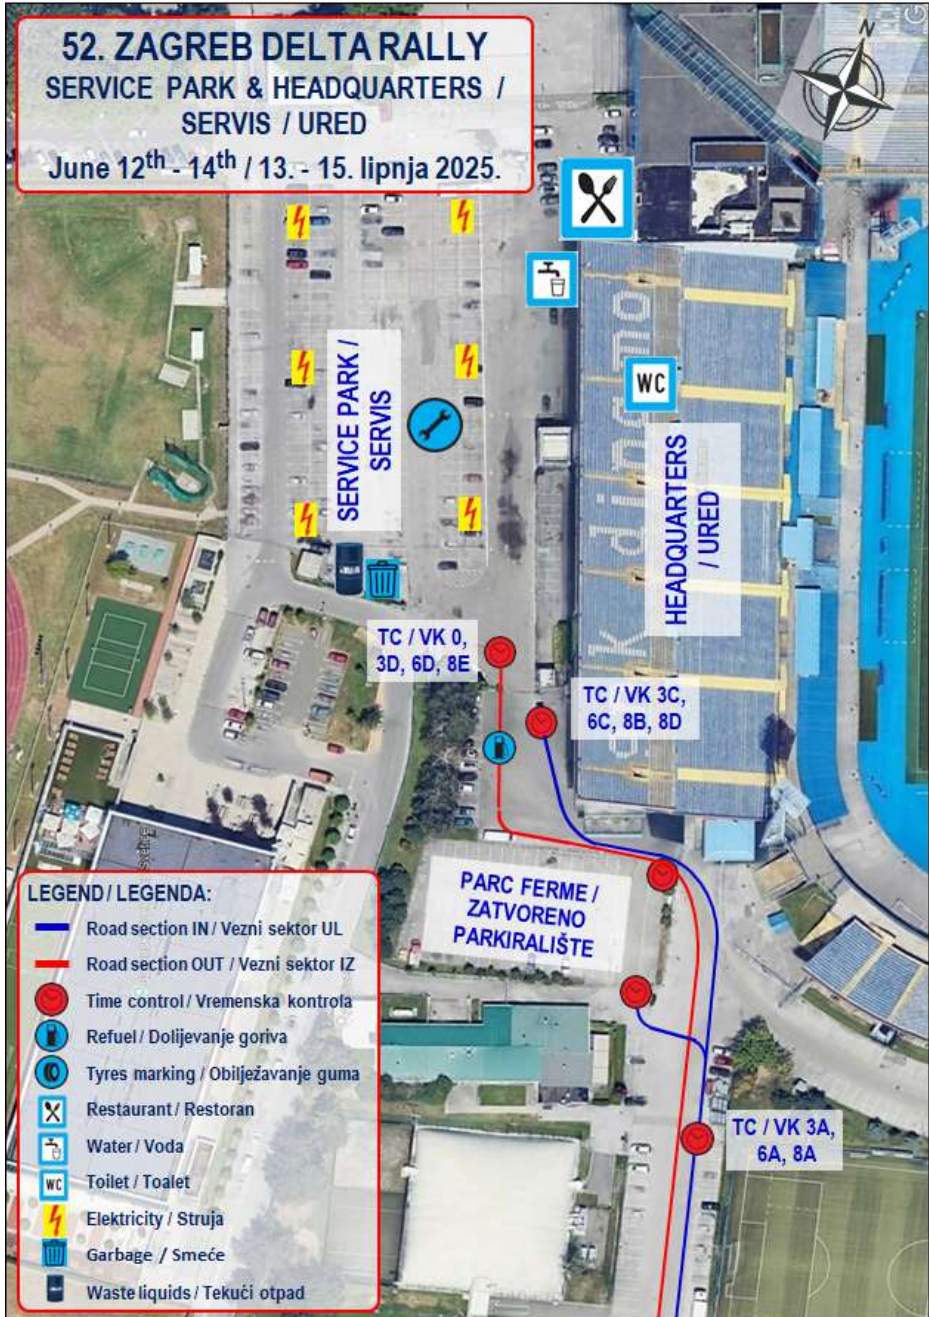 52. ZAGREB DELTA RALLY
SERVICE PARK & HEADQUARTERS /
SERVIS / URED
June 12th - 14th / 13. - 15. lipnja 2025.
N
SERVICE PARK /
SERVIS
WC
HEADQUARTERS
/ URED
g k dinamo
TC / VK 0,
3D, 6D, 8E
TC / VK 3C,
6C, 8B, 8D
PARC FERME /
ZATVORENO
PARKIRALIŠTE
TC / VK 3A,
6A, 8A
LEGEND / LEGENDA:
Road section IN / Vezni sektor UL
Road section OUT / Vezni sektor IZ
Time control / Vremenska kontrola
Refuel / Dolijevanje goriva
Tyres marking / Obilježavanje guma
Restaurant / Restoran
Water / Voda
WC
Toilet / Toalet
Elektricity / Struja
Garbage / Smeće
Waste liquids / Tekući otpad